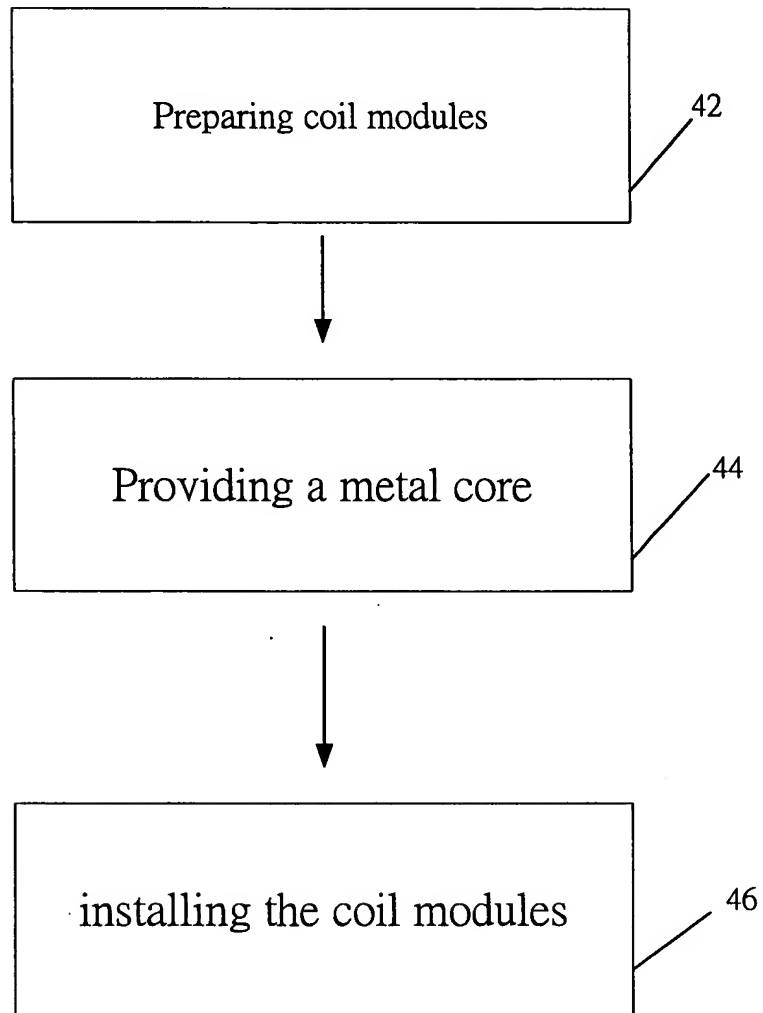 Preparing coil modules
42
Providing a metal core
44
installing the coil modules
46